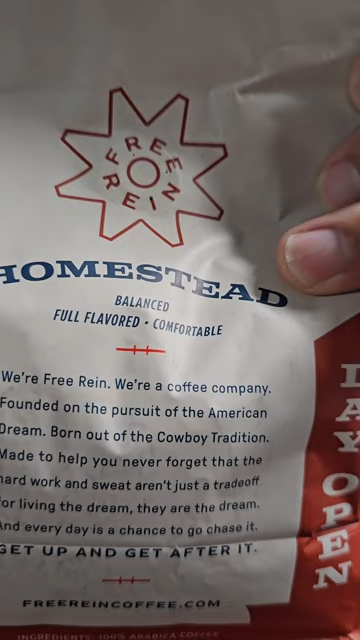 FREE
REIN
HOMESTEAD
BALANCED
FULL FLAVORED • COMFORTABLE
We're Free Rein. We're a coffee company.
Founded on the pursuit of the American
Dream. Born out of the Cowboy Tradition.
Made to help you never forget that the
hard work and sweat aren't just a tradeoff
for living the dream, they are the dream.
And every day is a chance to go chase it.
GET UP AND GET AFTER IT.
FREEREINCOFFEE.COM
INGREDIENTS: 100% ARABICA COFFEE
DAY OPEN